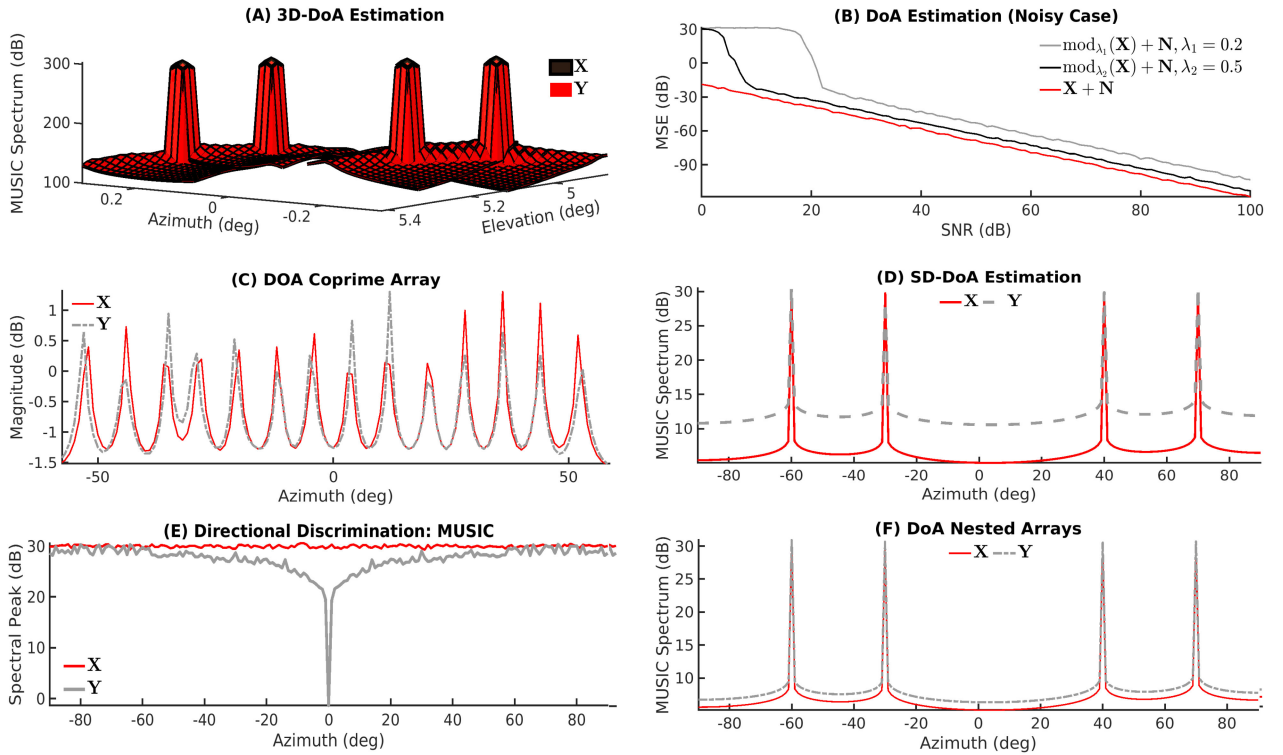 (A) 3D-DoA Estimation
MUSIC Spectrum (dB)
300
200
100
0.2
0
-0.2
Azimuth (deg)
5.4
5.2
5
Elevation (deg)
X
Y
(B) DoA Estimation (Noisy Case)
MSE (dB)
30
0
-30
-60
-90
0
20
40
60
80
100
SNR (dB)
mod_λ₁(X) + N, λ₁ = 0.2
mod_λ₂(X) + N, λ₂ = 0.5
X + N
(C) DOA Coprime Array
Magnitude (dB)
1
0.5
0
-0.5
-1
-1.5
-50
0
50
Azimuth (deg)
X
Y
(D) SD-DoA Estimation
MUSIC Spectrum (dB)
30
25
20
15
10
-80
-60
-40
-20
0
20
40
60
80
Azimuth (deg)
X
Y
(E) Directional Discrimination: MUSIC
Spectral Peak (dB)
30
20
10
0
-80
-60
-40
-20
0
20
40
60
80
Azimuth (deg)
X
Y
(F) DoA Nested Arrays
MUSIC Spectrum (dB)
30
25
20
15
10
-80
-60
-40
-20
0
20
40
60
80
Azimuth (deg)
X
Y